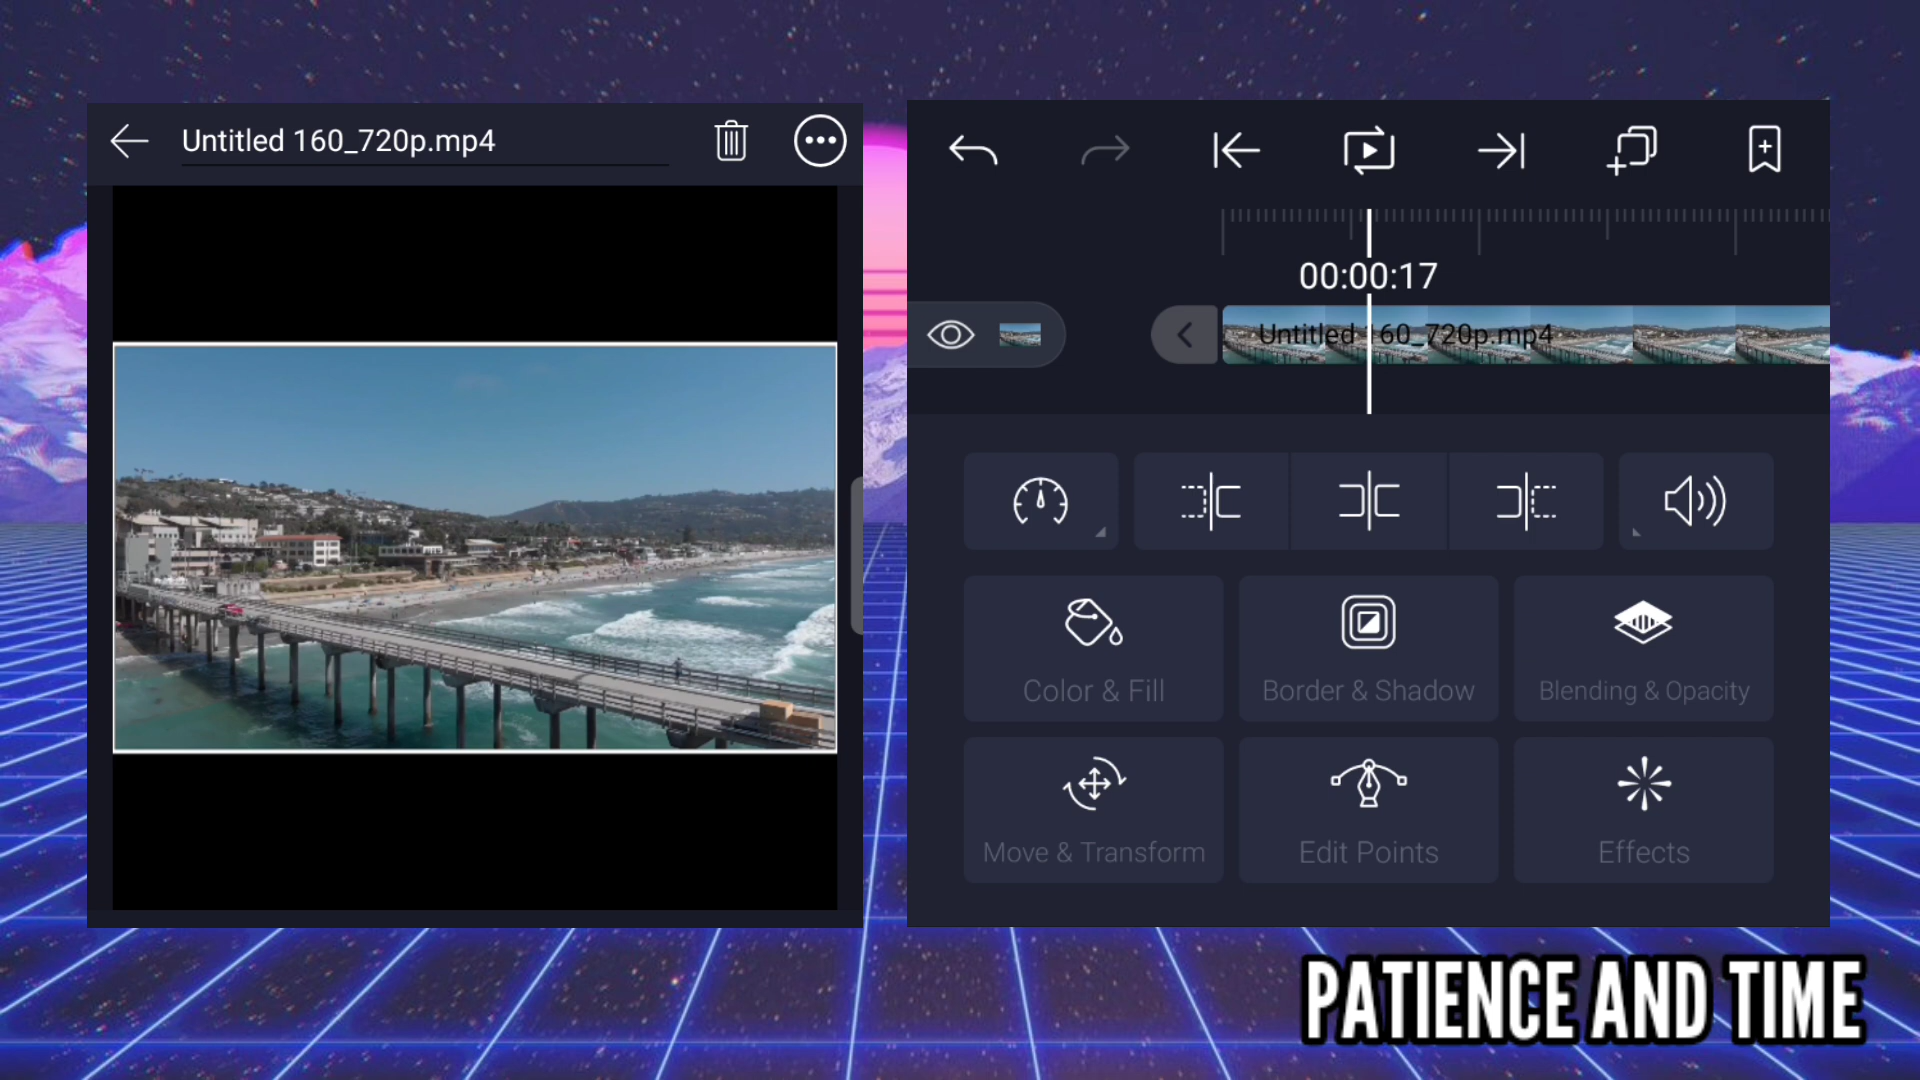 Untitled 160_720p.mp4
00:00:17
Untitled 160_720p.mp4
Color & Fill
Border & Shadow
Blending & Opacity
Move & Transform
Edit Points
Effects
PATIENCE AND TIME